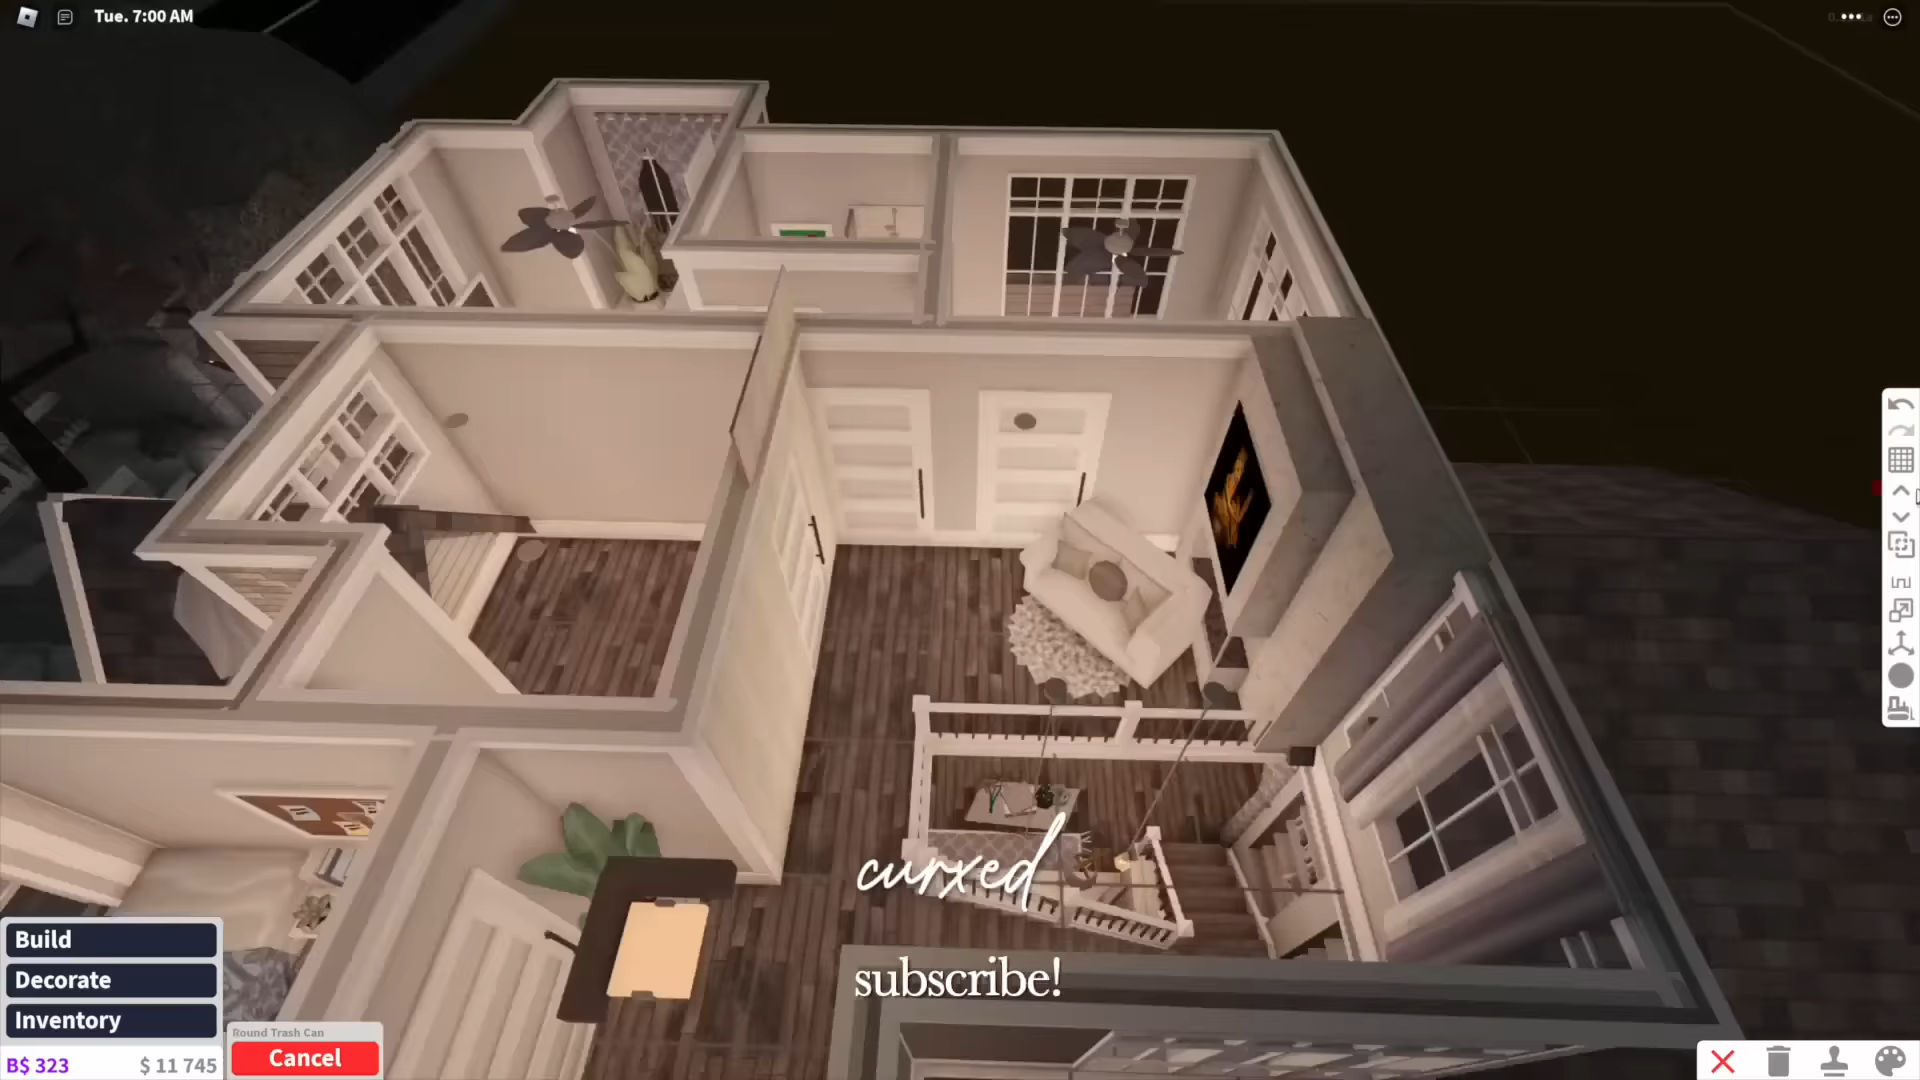 Tue. 7:00 AM
curxed
subscribe!
Build
Decorate
Inventory
B$ 323
$ 11 745
Round Trash Can
Cancel